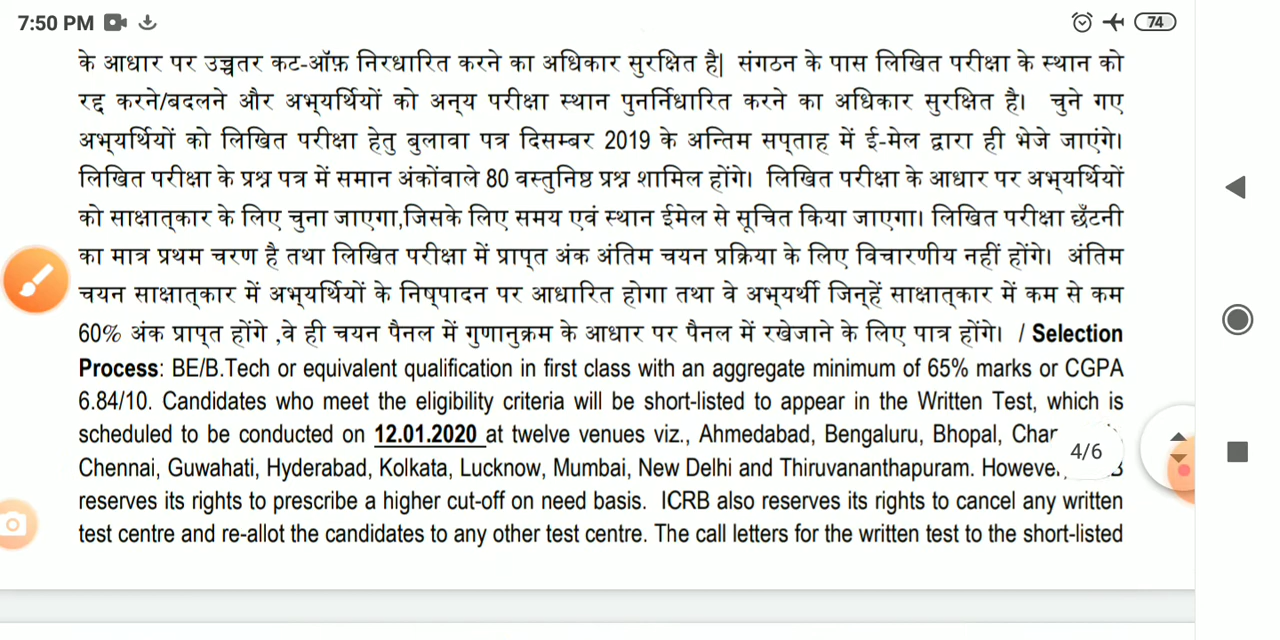 7:50 PM
74
के आधार पर उच्चतर कट-ऑफ़ निरधारित करने का अधिकार सुरक्षित है| संगठन के पास लिखित परीक्षा के स्थान को
रद्द करने/बदलने और अभ्यर्थियों को अन्य परीक्षा स्थान पुनर्निधारित करने का अधिकार सुरक्षित है। चुने गए
अभ्यर्थियों को लिखित परीक्षा हेतु बुलावा पत्र दिसम्बर 2019 के अन्तिम सप्ताह में ई-मेल द्वारा ही भेजे जाएंगे।
लिखित परीक्षा के प्रश्न पत्र में समान अंकोंवाले 80 वस्तुनिष्ठ प्रश्न शामिल होंगे। लिखित परीक्षा के आधार पर अभ्यर्थियों
को साक्षात्कार के लिए चुना जाएगा,जिसके लिए समय एवं स्थान ईमेल से सूचित किया जाएगा। लिखित परीक्षा छँटनी
का मात्र प्रथम चरण है तथा लिखित परीक्षा में प्राप्त अंक अंतिम चयन प्रक्रिया के लिए विचारणीय नहीं होंगे। अंतिम
चयन साक्षात्कार में अभ्यर्थियों के निष्पादन पर आधारित होगा तथा वे अभ्यर्थी जिन्हें साक्षात्कार में कम से कम
60% अंक प्राप्त होंगे ,वे ही चयन पैनल में गुणानुक्रम के आधार पर पैनल में रखेजाने के लिए पात्र होंगे। / Selection
Process: BE/B.Tech or equivalent qualification in first class with an aggregate minimum of 65% marks or CGPA
6.84/10. Candidates who meet the eligibility criteria will be short-listed to appear in the Written Test, which is
scheduled to be conducted on 12.01.2020 at twelve venues viz., Ahmedabad, Bengaluru, Bhopal,
4/6
Chennai, Guwahati, Hyderabad, Kolkata, Lucknow, Mumbai, New Delhi and Thiruvananthapuram.
reserves its rights to prescribe a higher cut-off on need basis. ICRB also reserves its rights to cancel any written
test centre and re-allot the candidates to any other test centre. The call letters for the written test to the short-listed